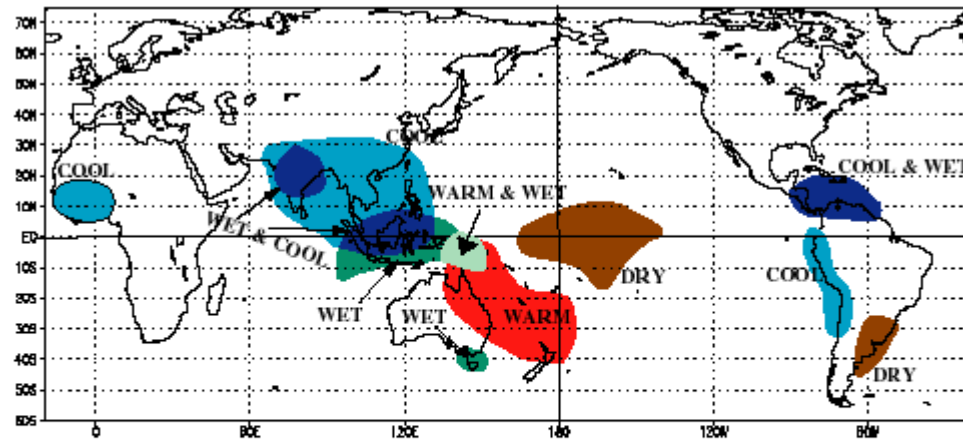 70N
60N
50N
40N
30N
20N
10N
EQ
10S
20S
30S
40S
50S
60S
COOL
COOL
WARM & WET
COOL & WET
WET & COOL
WET
WET
WARM
DRY
COOL
DRY
0
60E
120E
180
120W
60W